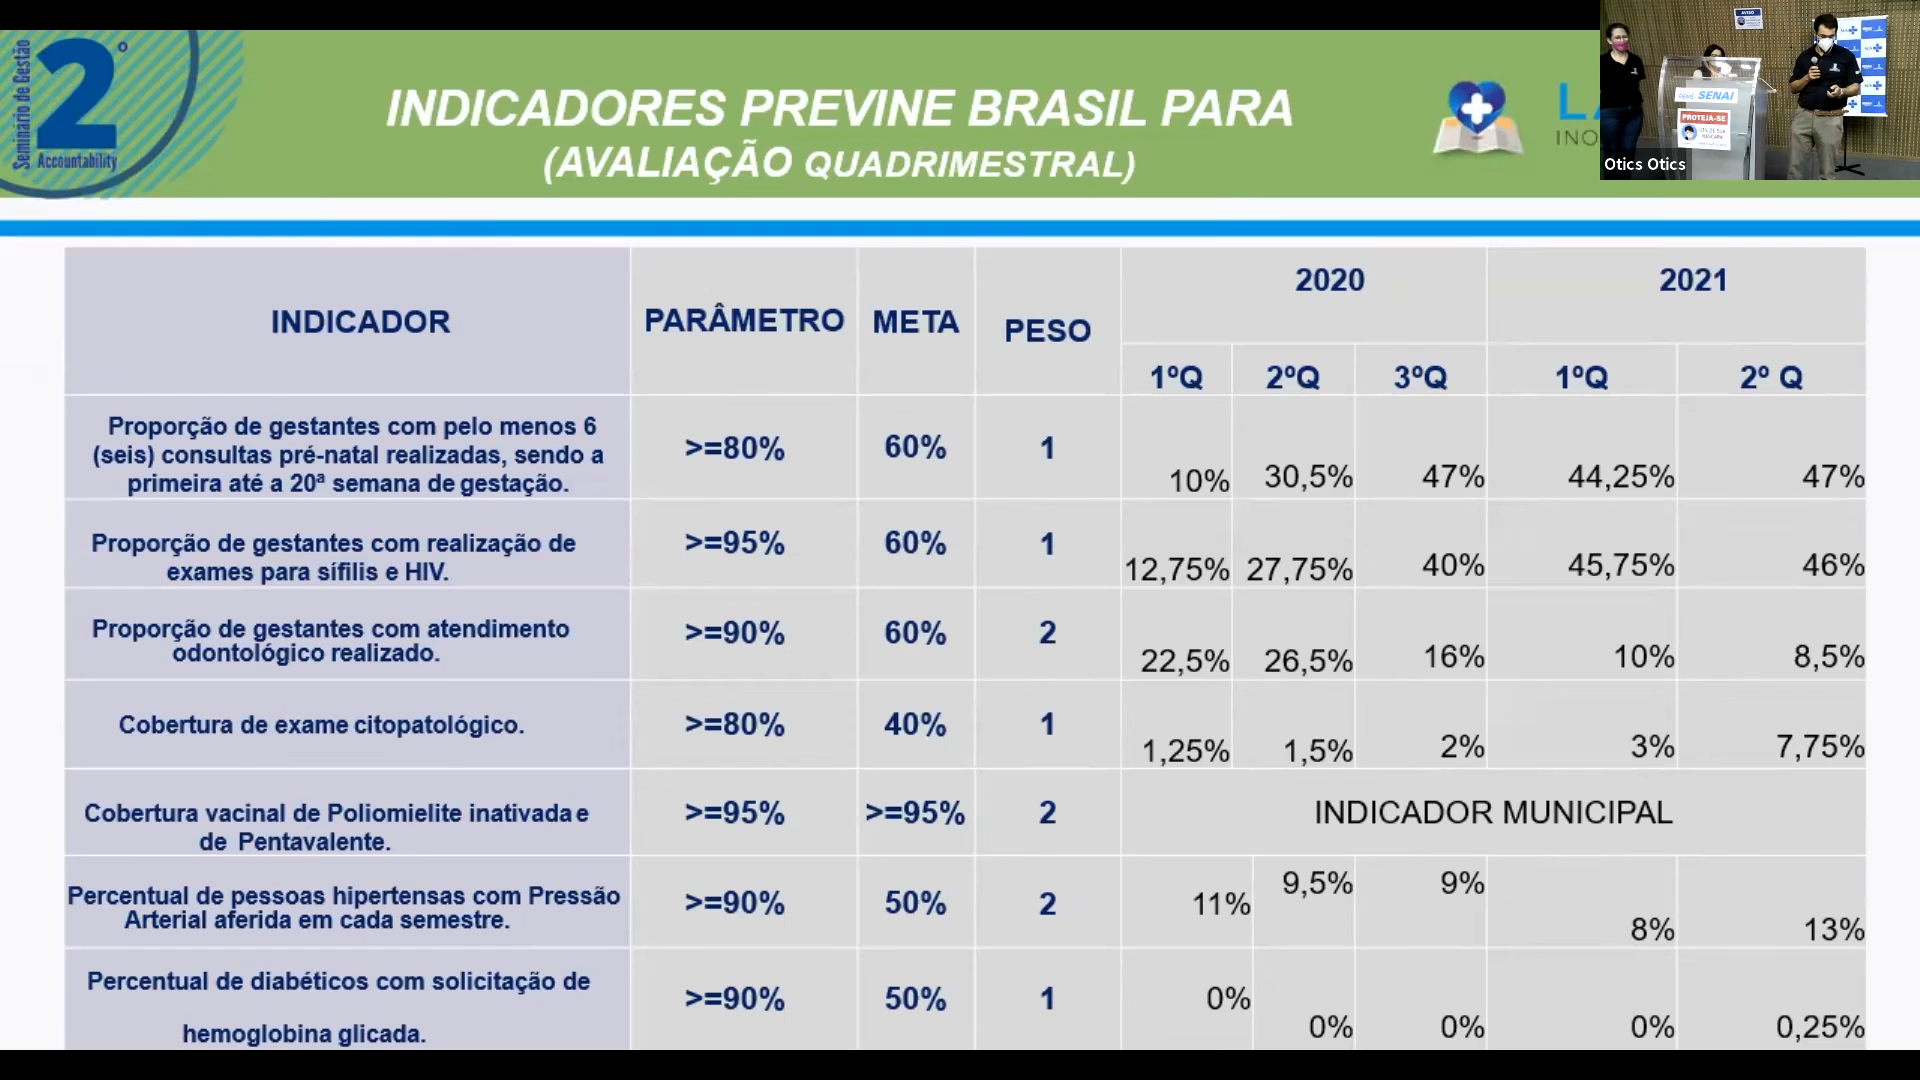 Seminário de Gestão
2º
Accountability
INDICADORES PREVINE BRASIL PARA
(AVALIAÇÃO QUADRIMESTRAL)
LA
INO
AVISO
SENAI
PROTEJA-SE
UTILIZE SUA
MÁSCARA
Otics Otics
INDICADOR
PARÂMETRO
META
PESO
2020
2021
1ºQ
2ºQ
3ºQ
1ºQ
2º Q
Proporção de gestantes com pelo menos 6
(seis) consultas pré-natal realizadas, sendo a
primeira até a 20ª semana de gestação.
>=80%
60%
1
10%
30,5%
47%
44,25%
47%
Proporção de gestantes com realização de
exames para sífilis e HIV.
>=95%
60%
1
12,75%
27,75%
40%
45,75%
46%
Proporção de gestantes com atendimento
odontológico realizado.
>=90%
60%
2
22,5%
26,5%
16%
10%
8,5%
Cobertura de exame citopatológico.
>=80%
40%
1
1,25%
1,5%
2%
3%
7,75%
Cobertura vacinal de Poliomielite inativada e
de Pentavalente.
>=95%
>=95%
2
INDICADOR MUNICIPAL
Percentual de pessoas hipertensas com Pressão
Arterial aferida em cada semestre.
>=90%
50%
2
11%
9,5%
9%
8%
13%
Percentual de diabéticos com solicitação de
hemoglobina glicada.
>=90%
50%
1
0%
0%
0%
0%
0,25%